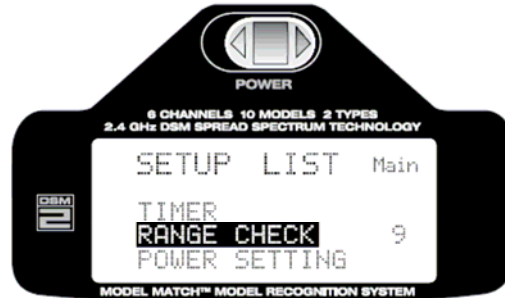 POWER
6 CHANNELS 10 MODELS 2 TYPES
2.4 GHz DSM SPREAD SPECTRUM TECHNOLOGY
SETUP LIST Main
DSM
2
TIMER
RANGE CHECK 9
POWER SETTING
MODEL MATCH™ MODEL RECOGNITION SYSTEM